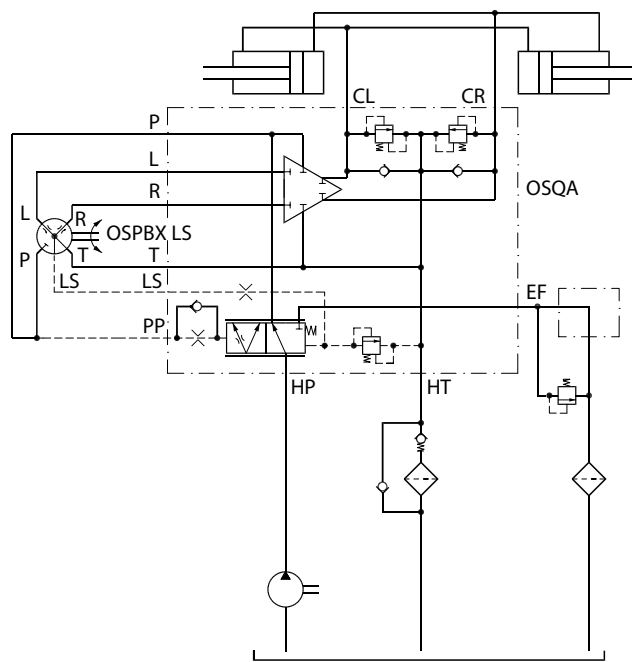 CL CR
P
L
OSQA
R
L R
OSPBX LS
P T T
LS LS
EF
PP
HP HT